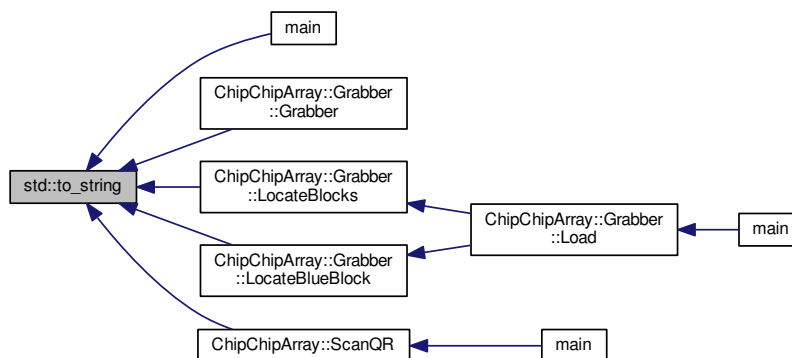 main
ChipChipArray::Grabber
::Grabber
std::to_string
ChipChipArray::Grabber
::LocateBlocks
ChipChipArray::Grabber
::Load
main
ChipChipArray::Grabber
::LocateBlueBlock
ChipChipArray::ScanQR
main